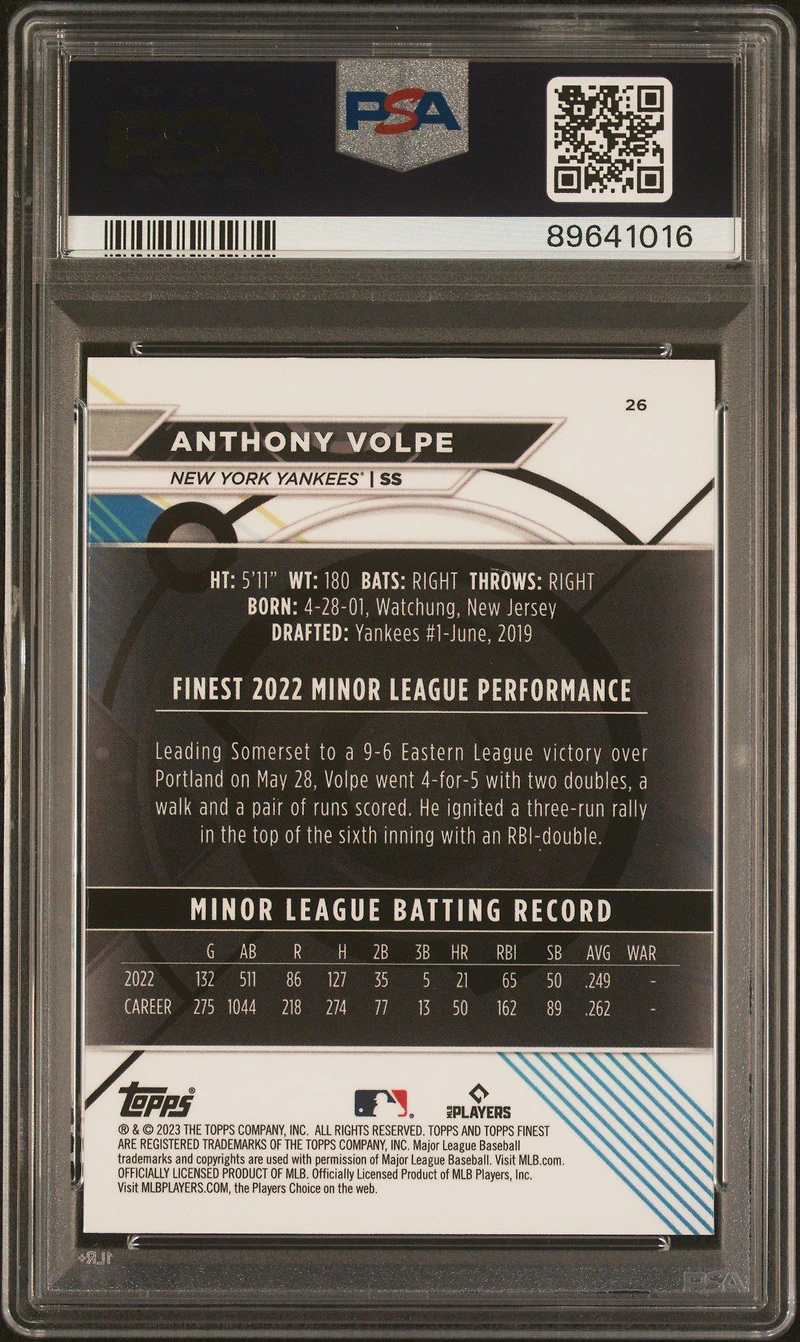 PSA
89641016
26
ANTHONY VOLPE
NEW YORK YANKEES® | SS
HT: 5'11" WT: 180 BATS: RIGHT THROWS: RIGHT
BORN: 4-28-01, Watchung, New Jersey
DRAFTED: Yankees #1-June, 2019
FINEST 2022 MINOR LEAGUE PERFORMANCE
Leading Somerset to a 9-6 Eastern League victory over
Portland on May 28, Volpe went 4-for-5 with two doubles, a
walk and a pair of runs scored. He ignited a three-run rally
in the top of the sixth inning with an RBI-double.
MINOR LEAGUE BATTING RECORD
G AB R H 2B 3B HR RBI SB AVG WAR
2022 132 511 86 127 35 5 21 65 50 .249 -
CAREER 275 1044 218 274 77 13 50 162 89 .262 -
topps®
MLB PLAYERS
® & © 2023 THE TOPPS COMPANY, INC. ALL RIGHTS RESERVED. TOPPS AND TOPPS FINEST
ARE REGISTERED TRADEMARKS OF THE TOPPS COMPANY, INC. Major League Baseball
trademarks and copyrights are used with permission of Major League Baseball. Visit MLB.com.
OFFICIALLY LICENSED PRODUCT OF MLB. Officially Licensed Product of MLB Players, Inc.
Visit MLBPLAYERS.COM, the Players Choice on the web.
PSA